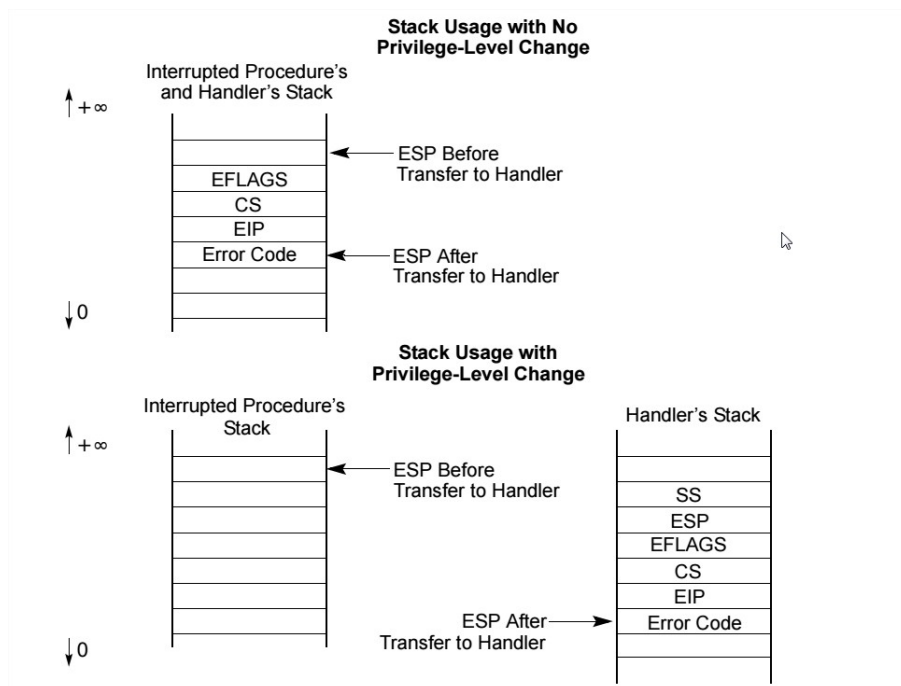 Stack Usage with No
Privilege-Level Change
Interrupted Procedure's
and Handler's Stack
+∞
ESP Before
Transfer to Handler
EFLAGS
CS
EIP
Error Code
ESP After
Transfer to Handler
0
Stack Usage with
Privilege-Level Change
Interrupted Procedure's
Stack
Handler's Stack
+∞
ESP Before
Transfer to Handler
SS
ESP
EFLAGS
CS
EIP
ESP After
Transfer to Handler
Error Code
0